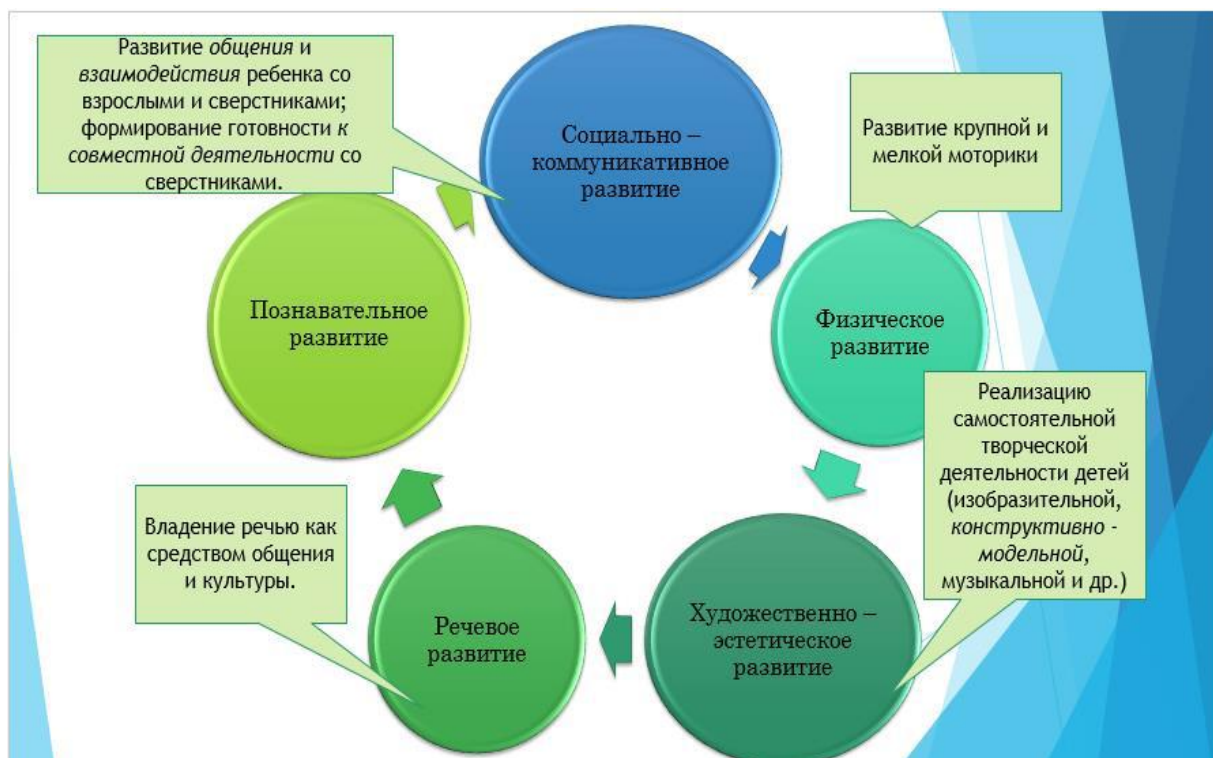 Развитие общения и
взаимодействия ребенка со
взрослыми и сверстниками;
формирование готовности к
совместной деятельности со
сверстниками.
Социально –
коммуникативное
развитие
Развитие крупной и
мелкой моторики
Физическое
развитие
Реализацию
самостоятельной
творческой
деятельности детей
(изобразительной,
конструктивно -
модельной,
музыкальной и др.)
Художественно –
эстетическое
развитие
Речевое
развитие
Владение речью как
средством общения
и культуры.
Познавательное
развитие